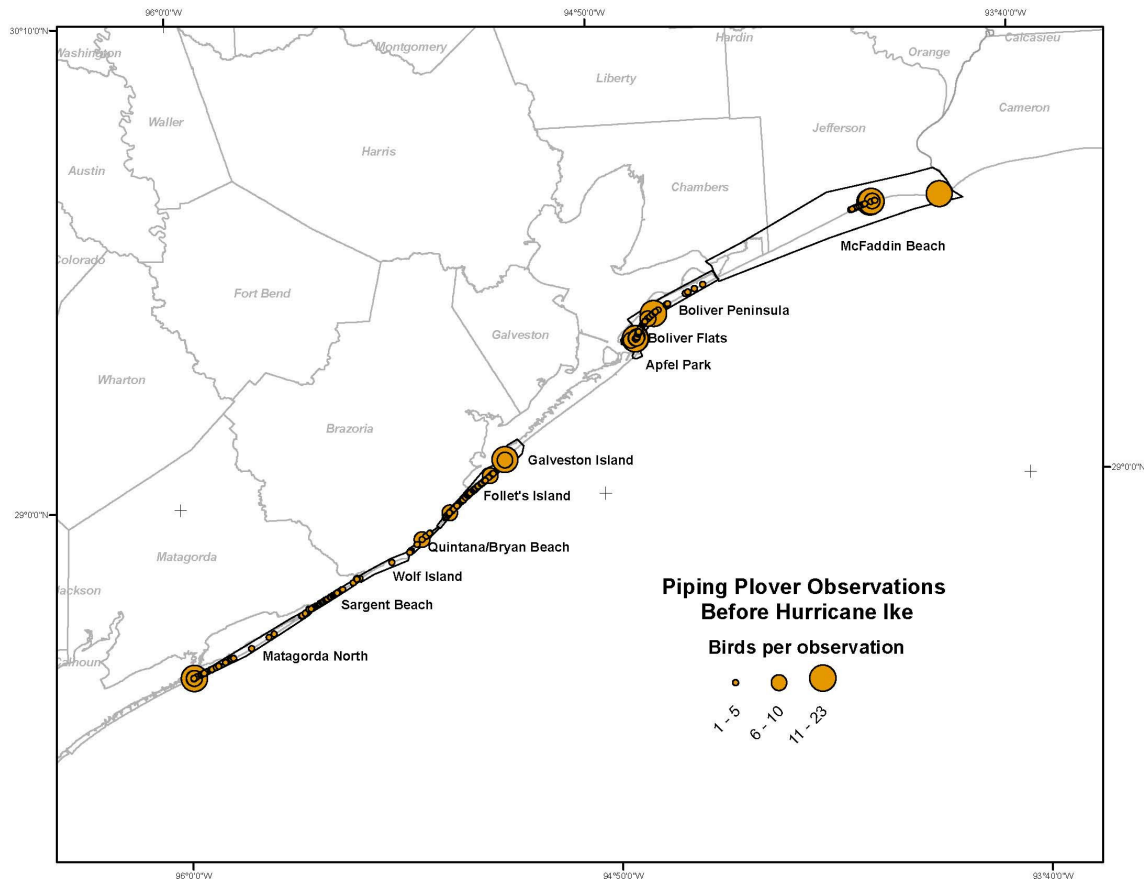 96°0'0"W 94°50'0"W 93°40'0"W
30°10'0"N
Washington
Montgomery
Hardin
Orange
Calcasieu
Liberty
Cameron
Waller
Jefferson
Harris
Austin
Chambers
McFaddin Beach
Colorado
Fort Bend
Boliver Peninsula
Galveston
Boliver Flats
Apfel Park
Wharton
Brazoria
Galveston Island
29°0'0"N
Follet's Island
29°0'0"N
Quintana/Bryan Beach
Matagorda
Wolf Island
Jackson
Sargent Beach
Piping Plover Observations
Before Hurricane Ike
Matagorda North
Calhoun
Birds per observation
1 - 5
6 - 10
11 - 23
96°0'0"W 94°50'0"W 93°40'0"W